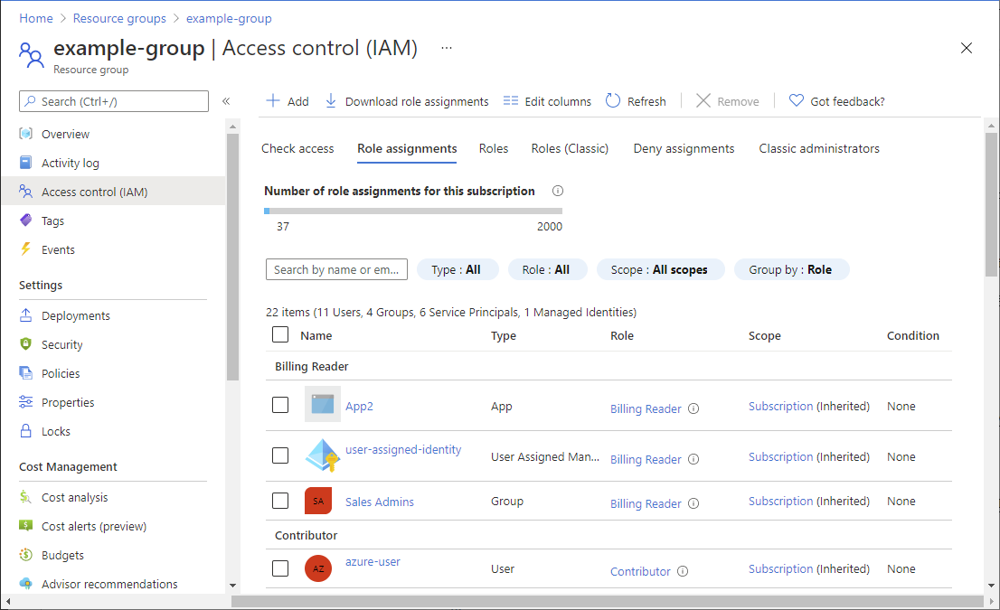 Home > Resource groups > example-group
example-group | Access control (IAM) ...
Resource group
Search (Ctrl+/) «
Overview
Activity log
Access control (IAM)
Tags
Events
Settings
Deployments
Security
Policies
Properties
Locks
Cost Management
Cost analysis
Cost alerts (preview)
Budgets
Advisor recommendations
Add Download role assignments Edit columns Refresh Remove Got feedback?
Check access Role assignments Roles Roles (Classic) Deny assignments Classic administrators
Number of role assignments for this subscription
37 2000
Search by name or em... Type : All Role : All Scope : All scopes Group by : Role
22 items (11 Users, 4 Groups, 6 Service Principals, 1 Managed Identities)
Name Type Role Scope Condition
Billing Reader
App2 App Billing Reader Subscription (Inherited) None
user-assigned-identity User Assigned Man... Billing Reader Subscription (Inherited) None
SA Sales Admins Group Billing Reader Subscription (Inherited) None
Contributor
AZ azure-user User Contributor Subscription (Inherited) None